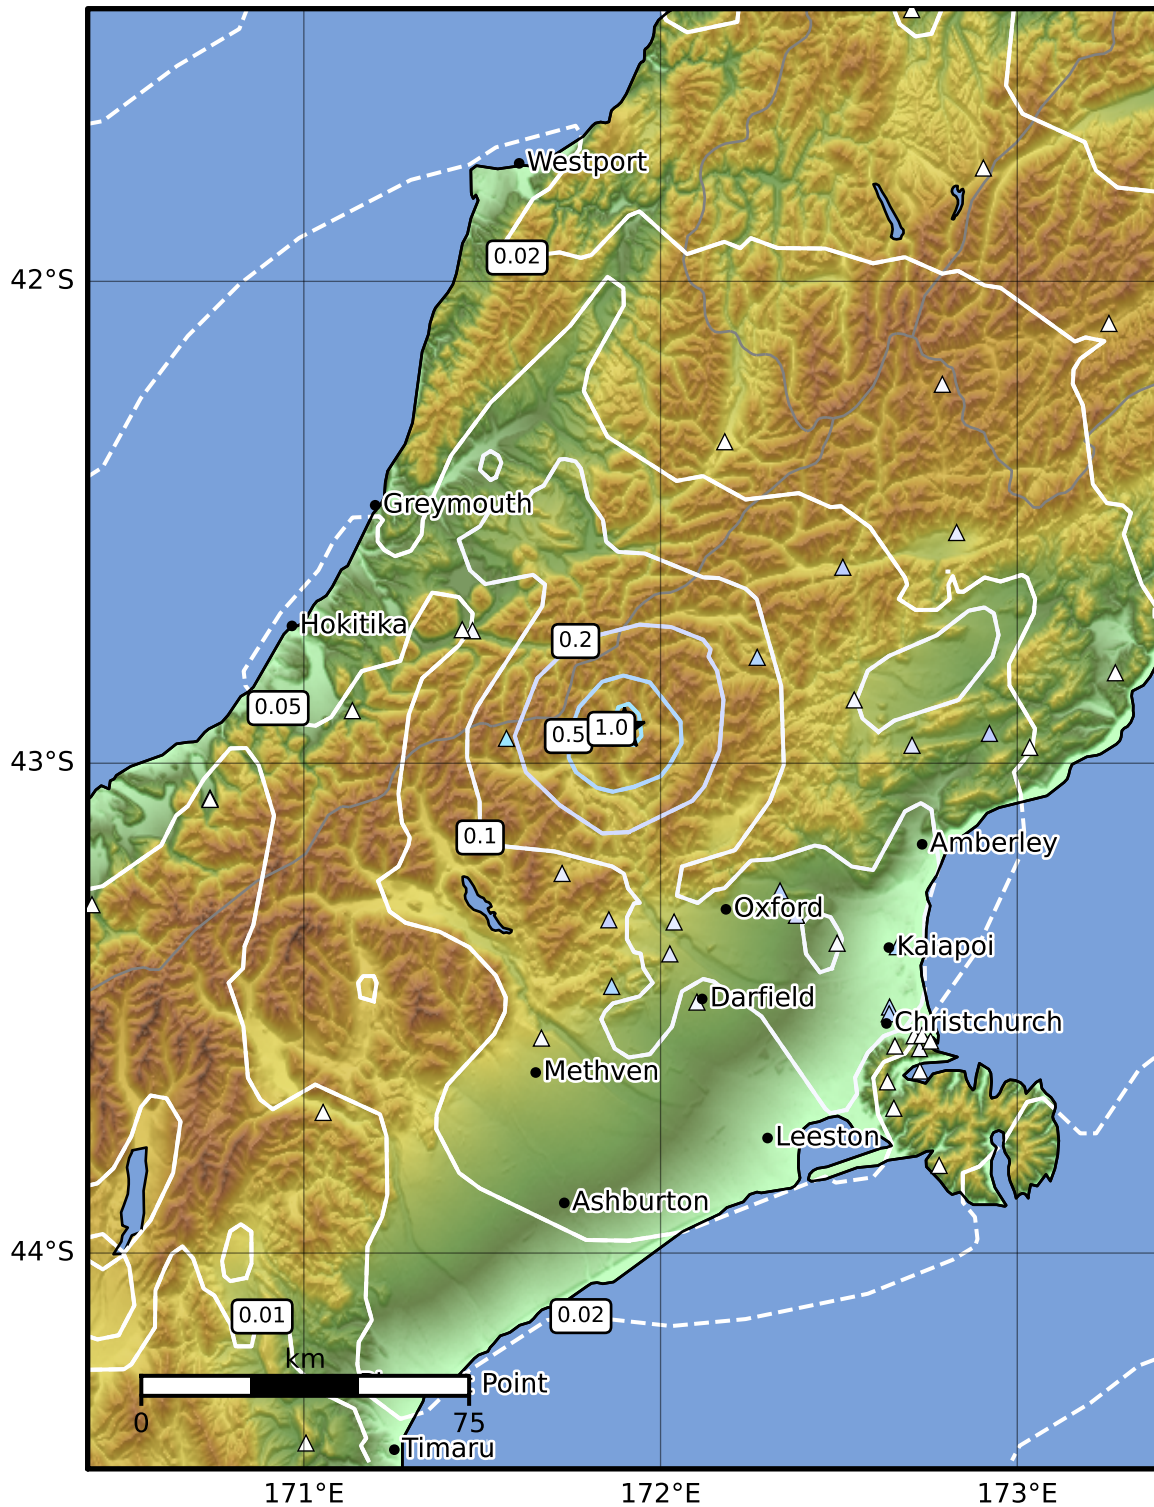 Westport
0.02
42°S
Greymouth
Hokitika
0.2
0.05
0.5
1.0
43°S
0.1
Amberley
Oxford
Kaiapoi
Darfield
Christchurch
Methven
Leeston
Ashburton
44°S
0.01
0.02
km
Point
0
75
Timaru
171°E
172°E
173°E